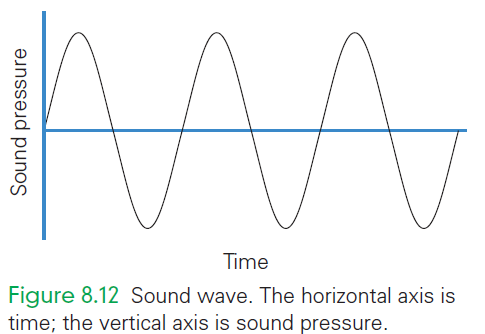 Sound pressure
Time
Figure 8.12 Sound wave. The horizontal axis is
time; the vertical axis is sound pressure.